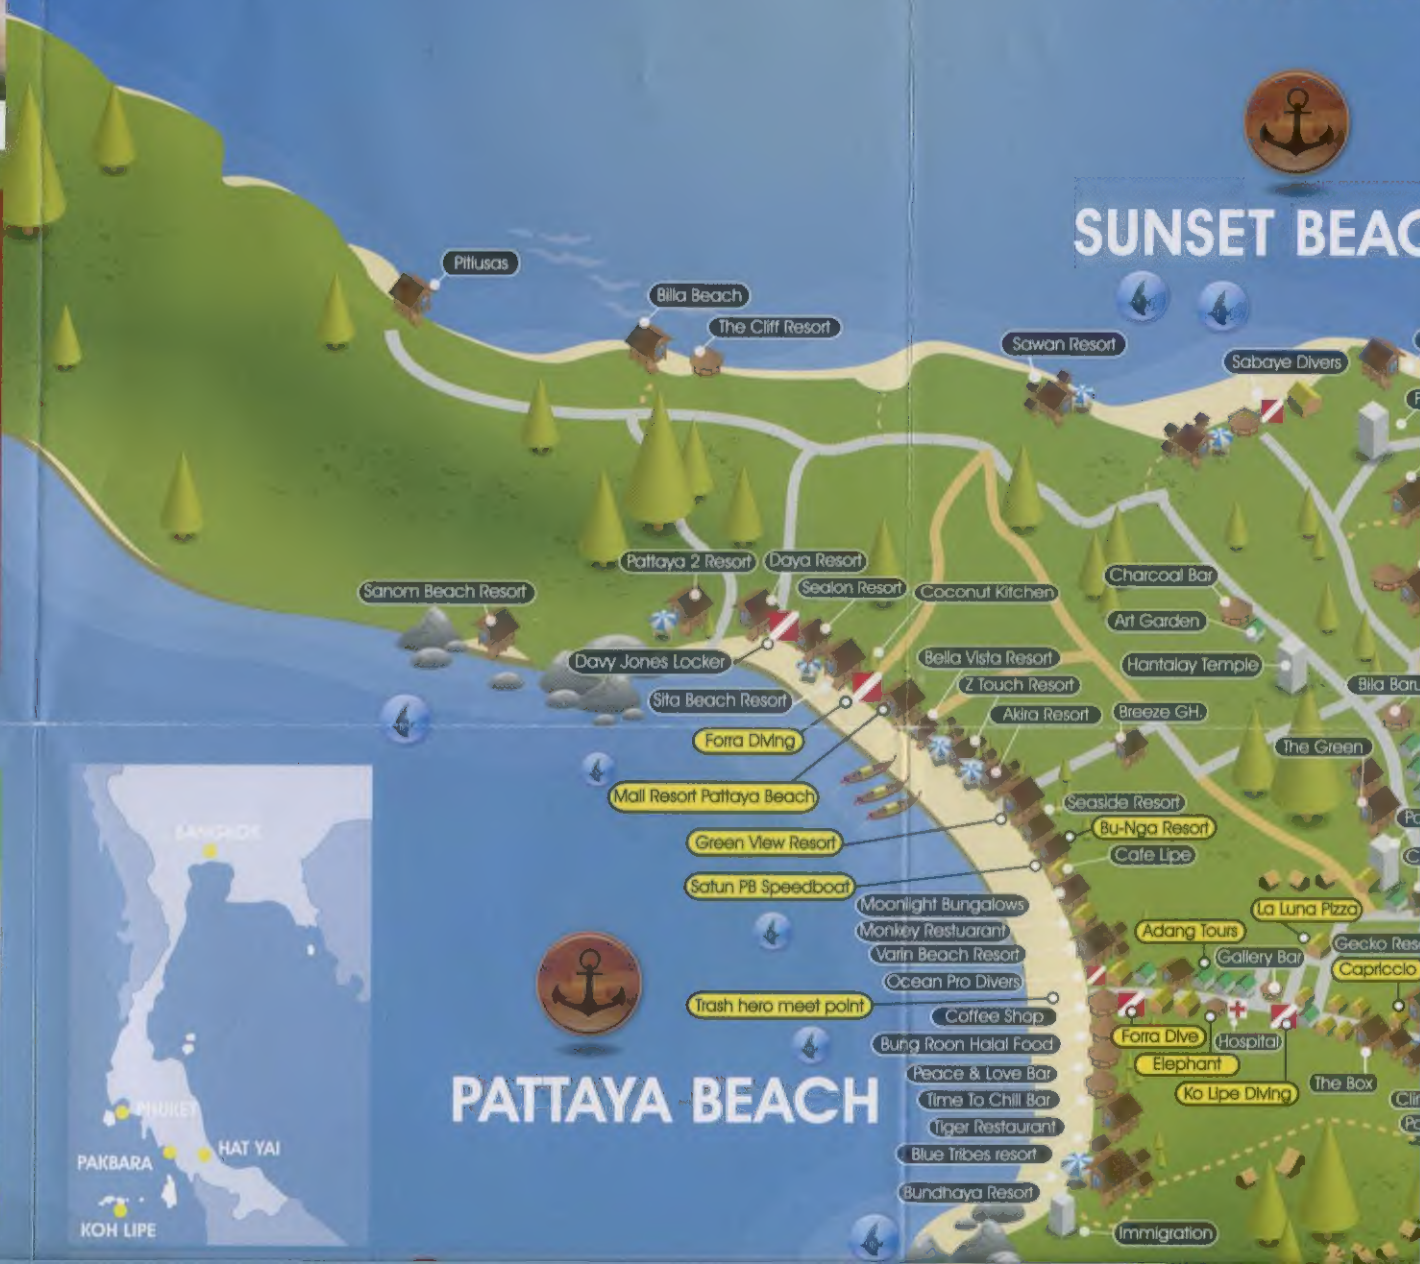 SUNSET
Pitiusas
Billa Beach
The Cliff Resort
Sawan Resort
Sabaye Divers
Pattaya 2 Resort
Daya Resort
Sealon Resort
Coconut Kitchen
Sanom Beach Resort
Charcoal Bar
Art Garden
Davy Jones Locker
Bella Vista Resort
Hantalay Temple
Z Touch Resort
Sita Beach Resort
Akira Resort
Breeze GH.
Forra Diving
The Green
Mali Resort Pattaya Beach
Seaside Resort
Bu-Nga Resort
Green View Resort
Cafe Lipe
Satun PB Speedboat
Moonlight Bungalows
La Luna Pizza
Monkey Restuarant
Adang Tours
Gecko
Varin Beach Resort
Gallery Bar
Capriccio
Ocean Pro Divers
Trash hero meet point
Coffee Shop
Forra Dive
Bung Roon Halal Food
Hospital
Elephant
Peace & Love Bar
The Box
Ko Lipe Diving
Time To Chill Bar
PATTAYA BEACH
Tiger Restaurant
Blue Tribes resort
Bundhaya Resort
Immigration
BANGKOK
PHUKET
HAT YAI
PAKBARA
KOH LIPE